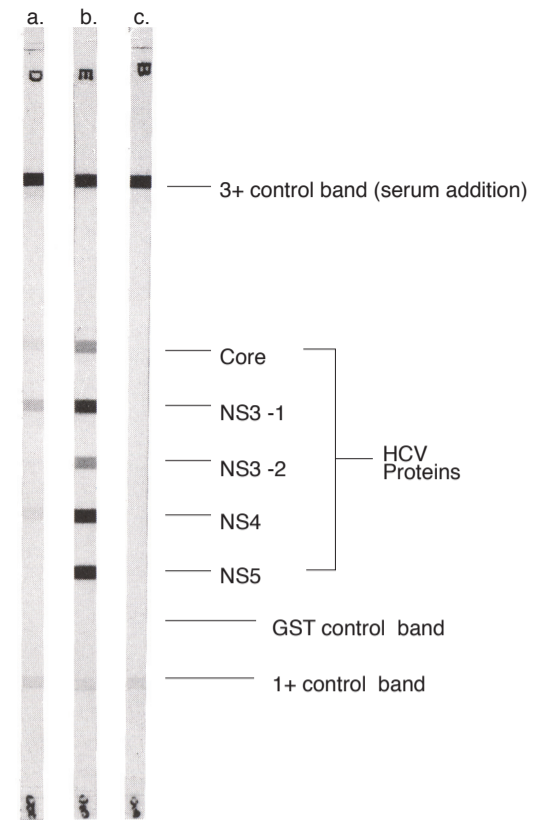 a. b. c.
D E B
3+ control band (serum addition)
Core
NS3 -1
NS3 -2
HCV
Proteins
NS4
NS5
GST control band
1+ control band